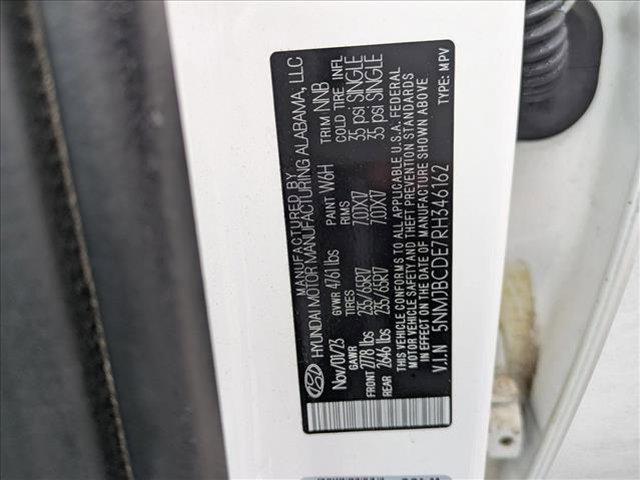 MANUFACTURED BY
HYUNDAI MOTOR MANUFACTURING ALABAMA, LLC
Nov/01/23 GVWR 4761 lbs PAINT W6H TRIM NNB
GAWR TIRES RIMS COLD TIRE INFL
FRONT 2778 lbs 235/65R17 7.0JX17 35 psi SINGLE
REAR 2646 lbs 235/65R17 7.0JX17 35 psi SINGLE
THIS VEHICLE CONFORMS TO ALL APPLICABLE U.S.A. FEDERAL
MOTOR VEHICLE SAFETY AND THEFT PREVENTION STANDARDS
IN EFFECT ON THE DATE OF MANUFACTURE SHOWN ABOVE
V.I.N 5NMJBCDE7RH346162 TYPE: MPV